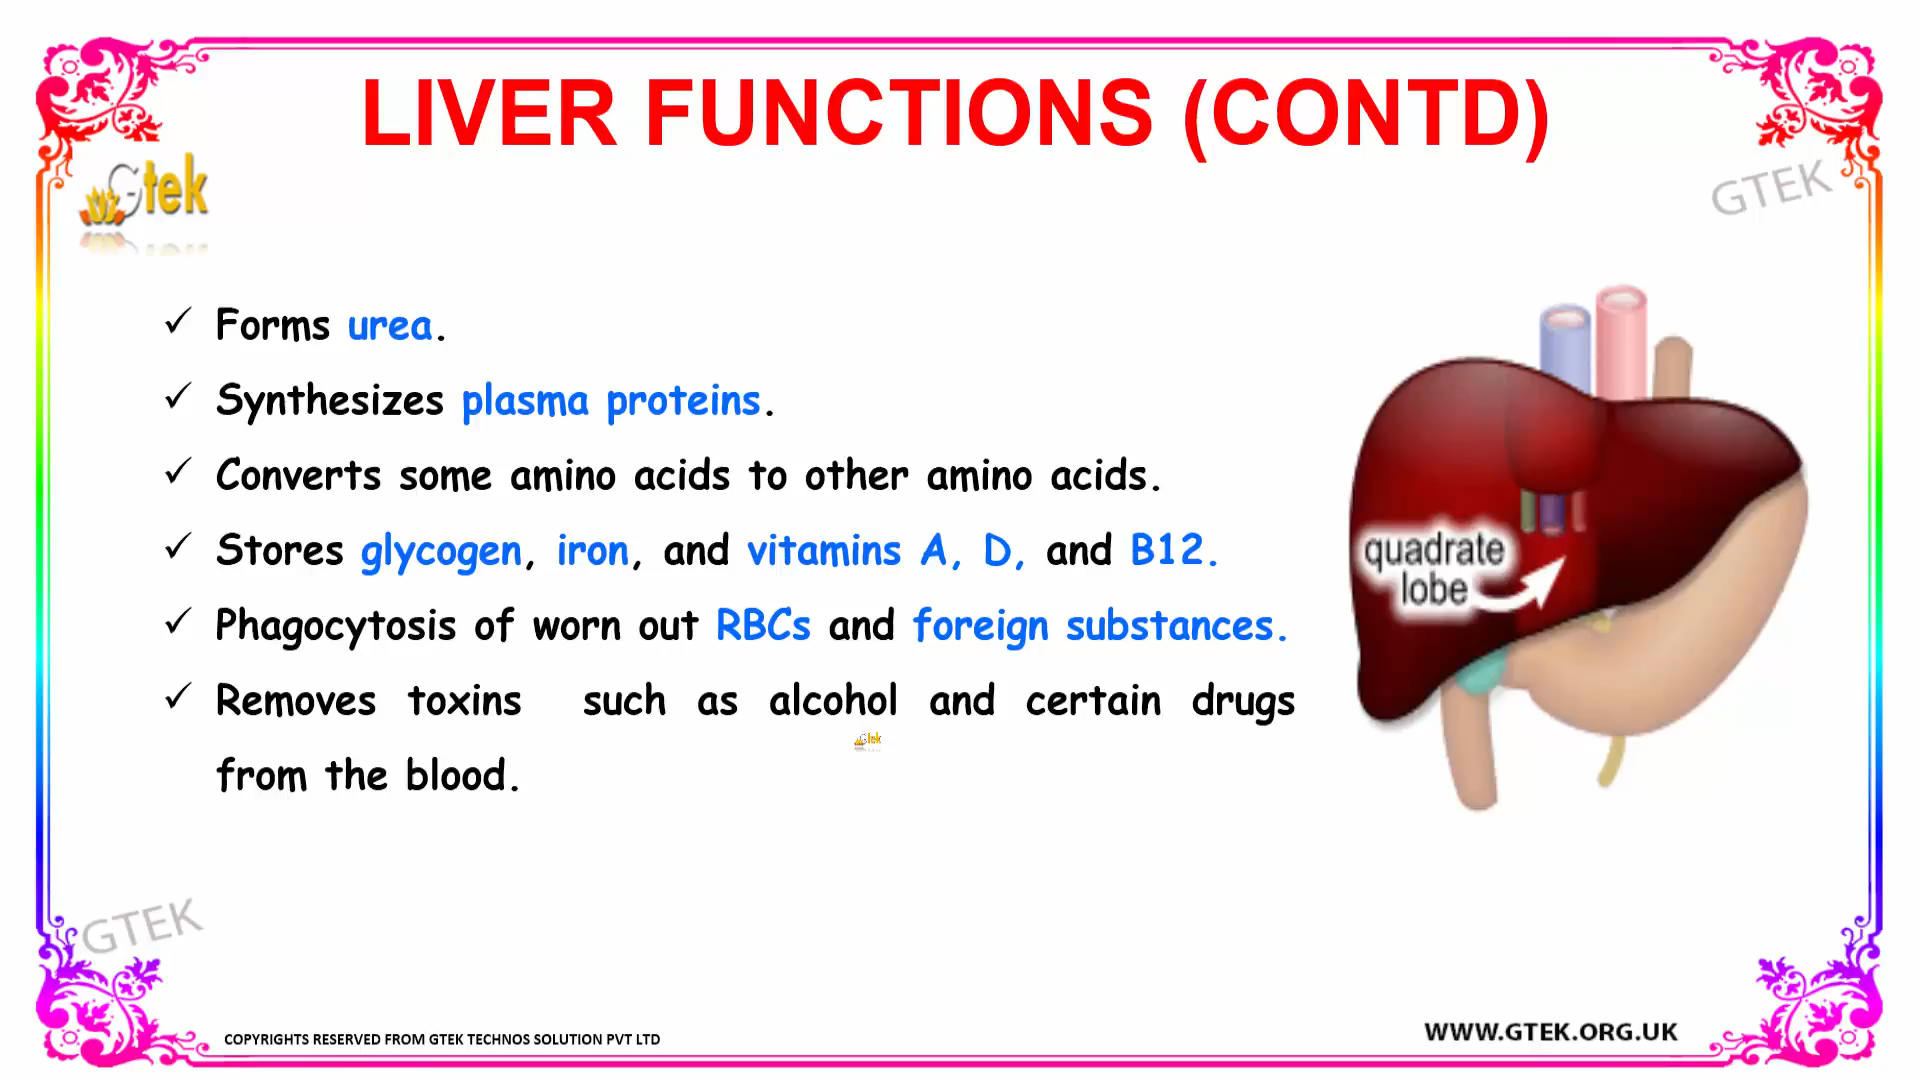 LIVER FUNCTIONS (CONTD)
Gtek
GTEK
✓ Forms urea.
✓ Synthesizes plasma proteins.
✓ Converts some amino acids to other amino acids.
✓ Stores glycogen, iron, and vitamins A, D, and B12.
✓ Phagocytosis of worn out RBCs and foreign substances.
✓ Removes toxins such as alcohol and certain drugs
from the blood.
quadrate
lobe
Gtek
GTEK
COPYRIGHTS RESERVED FROM GTEK TECHNOS SOLUTION PVT LTD
WWW.GTEK.ORG.UK